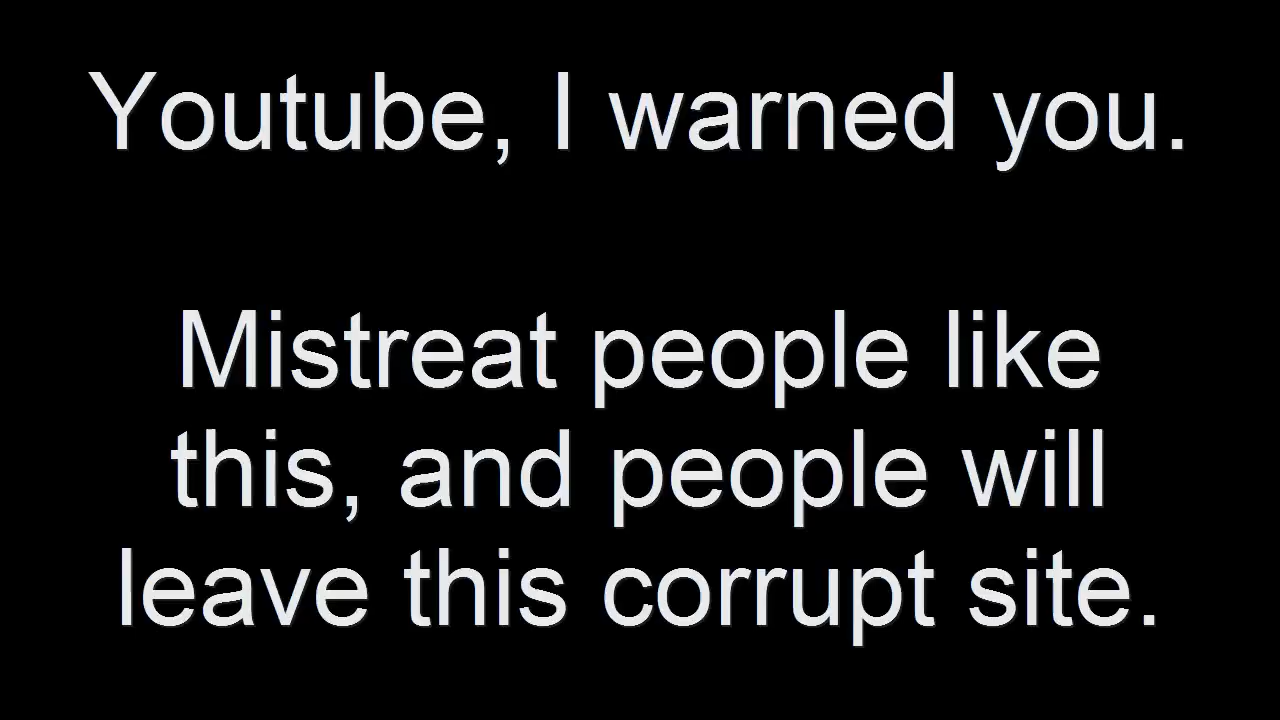 Youtube, I warned you.
Mistreat people like
this, and people will
leave this corrupt site.